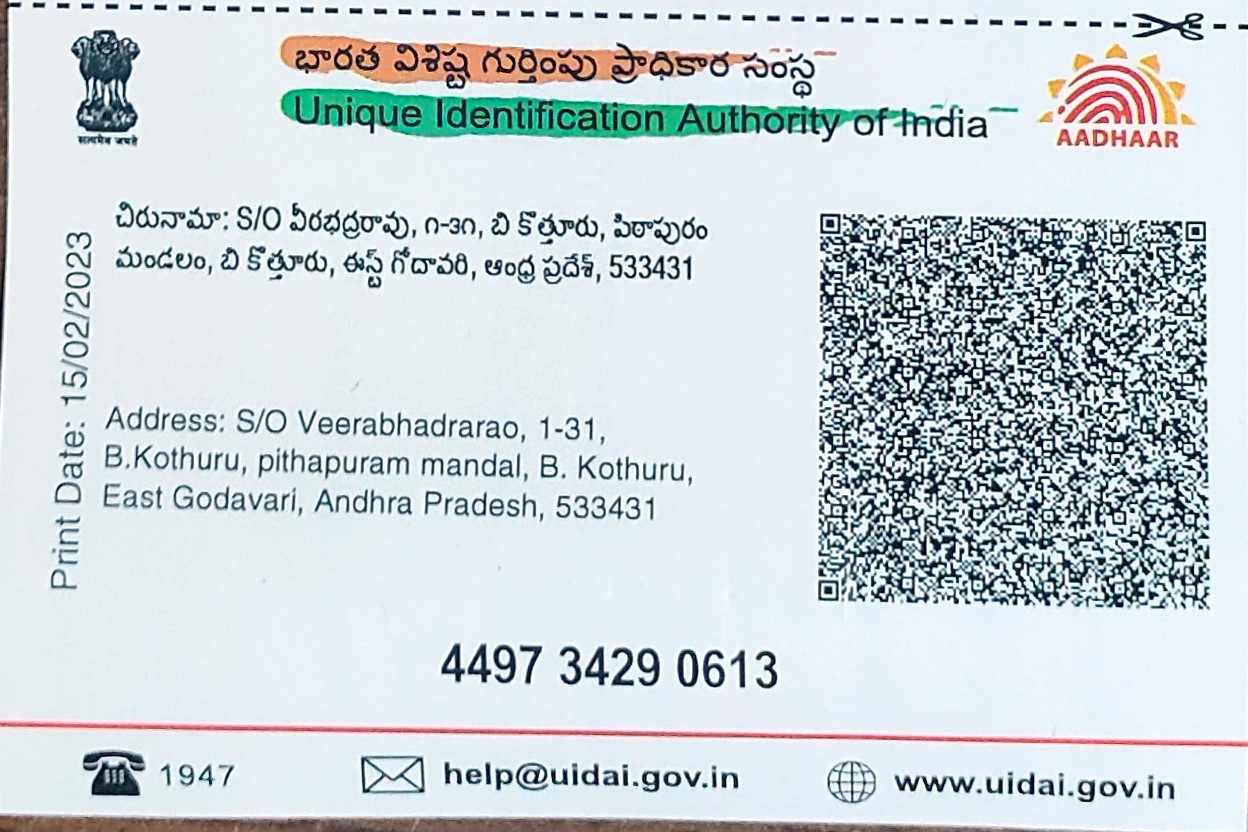 భారత విశిష్ట గుర్తింపు ప్రాధికార సంస్థ
Unique Identification Authority of India
सत्यमेव जयते
AADHAAR
చిరునామా: S/O వీరభద్రరావు, ౧-౩౧, బి కొత్తూరు, పిఠాపురం
మండలం, బి కొత్తూరు, ఈస్ట్ గోదావరి, ఆంధ్ర ప్రదేశ్, 533431
Print Date: 15/02/2023
Address: S/O Veerabhadrarao, 1-31,
B.Kothuru, pithapuram mandal, B. Kothuru,
East Godavari, Andhra Pradesh, 533431
4497 3429 0613
1947
help@uidai.gov.in
www.uidai.gov.in